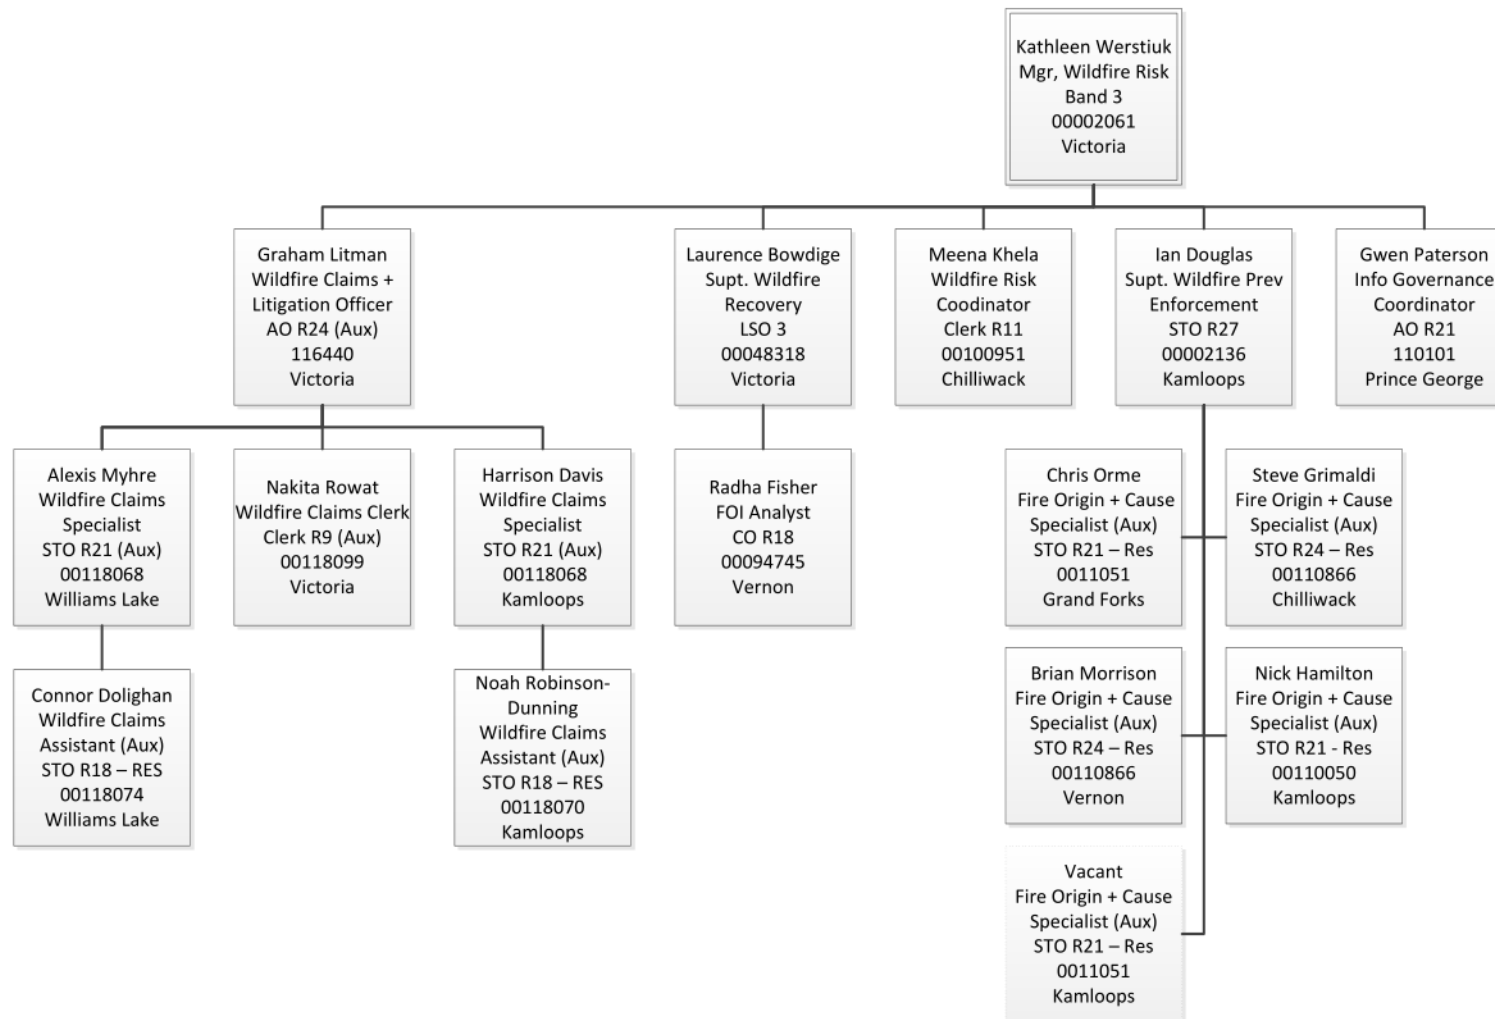 Kathleen Werstiuk
Mgr, Wildfire Risk
Band 3
00002061
Victoria
Graham Litman
Wildfire Claims +
Litigation Officer
AO R24 (Aux)
116440
Victoria
Laurence Bowdige
Supt. Wildfire
Recovery
LSO 3
00048318
Victoria
Meena Khela
Wildfire Risk
Coodinator
Clerk R11
00100951
Chilliwack
Ian Douglas
Supt. Wildfire Prev
Enforcement
STO R27
00002136
Kamloops
Gwen Paterson
Info Governance
Coordinator
AO R21
110101
Prince George
Alexis Myhre
Wildfire Claims
Specialist
STO R21 (Aux)
00118068
Williams Lake
Nakita Rowat
Wildfire Claims Clerk
Clerk R9 (Aux)
00118099
Victoria
Harrison Davis
Wildfire Claims
Specialist
STO R21 (Aux)
00118068
Kamloops
Radha Fisher
FOI Analyst
CO R18
00094745
Vernon
Chris Orme
Fire Origin + Cause
Specialist (Aux)
STO R21 – Res
0011051
Grand Forks
Steve Grimaldi
Fire Origin + Cause
Specialist (Aux)
STO R24 – Res
00110866
Chilliwack
Connor Dolighan
Wildfire Claims
Assistant (Aux)
STO R18 – RES
00118074
Williams Lake
Noah Robinson-
Dunning
Wildfire Claims
Assistant (Aux)
STO R18 – RES
00118070
Kamloops
Brian Morrison
Fire Origin + Cause
Specialist (Aux)
STO R24 – Res
00110866
Vernon
Nick Hamilton
Fire Origin + Cause
Specialist (Aux)
STO R21 - Res
00110050
Kamloops
Vacant
Fire Origin + Cause
Specialist (Aux)
STO R21 – Res
0011051
Kamloops